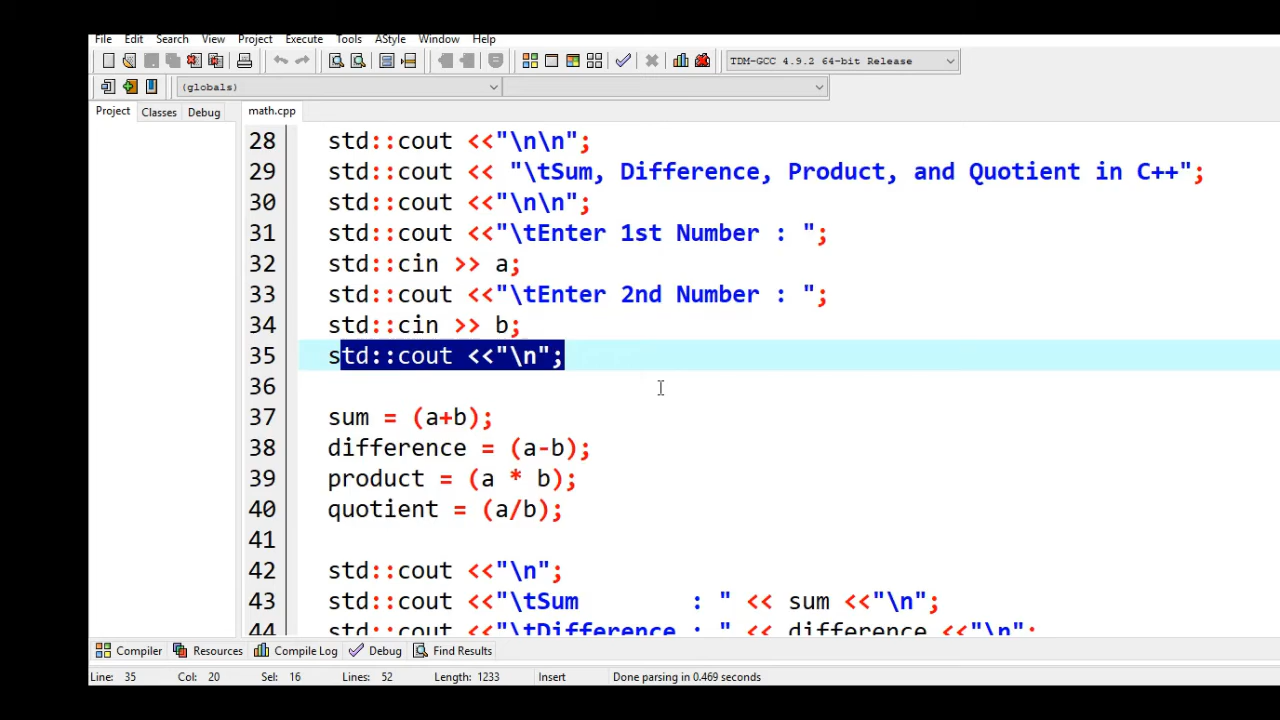 File Edit Search View Project Execute Tools AStyle Window Help
TDM-GCC 4.9.2 64-bit Release
(globals)
Project Classes Debug math.cpp
28 std::cout <<"\n\n";
29 std::cout << "\tSum, Difference, Product, and Quotient in C++";
30 std::cout <<"\n\n";
31 std::cout <<"\tEnter 1st Number : ";
32 std::cin >> a;
33 std::cout <<"\tEnter 2nd Number : ";
34 std::cin >> b;
35 std::cout <<"\n";
36
37 sum = (a+b);
38 difference = (a-b);
39 product = (a * b);
40 quotient = (a/b);
41
42 std::cout <<"\n";
43 std::cout <<"\tSum        : " << sum <<"\n";
44 std::cout <<"\tDifference : " << difference <<"\n";
Compiler Resources Compile Log Debug Find Results
Line: 35 Col: 20 Sel: 16 Lines: 52 Length: 1233 Insert Done parsing in 0.469 seconds